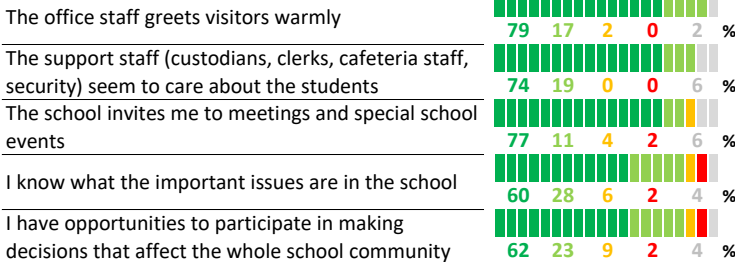 The office staff greets visitors warmly
79 17 2 0 2 %
The support staff (custodians, clerks, cafeteria staff,
security) seem to care about the students
74 19 0 0 6 %
The school invites me to meetings and special school
events
77 11 4 2 6 %
I know what the important issues are in the school
60 28 6 2 4 %
I have opportunities to participate in making
decisions that affect the whole school community
62 23 9 2 4 %